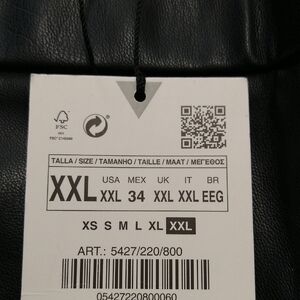 FSC
TALLA / SIZE / TAMANHO / TAILLE / MAAT / ΜΕΓΕΘΟΣ
XXL
USA MEX UK IT BR
XXL 34 XXL XXL EEG
XS S M L XL XXL
ART.: 5427/220/800
05427220800060